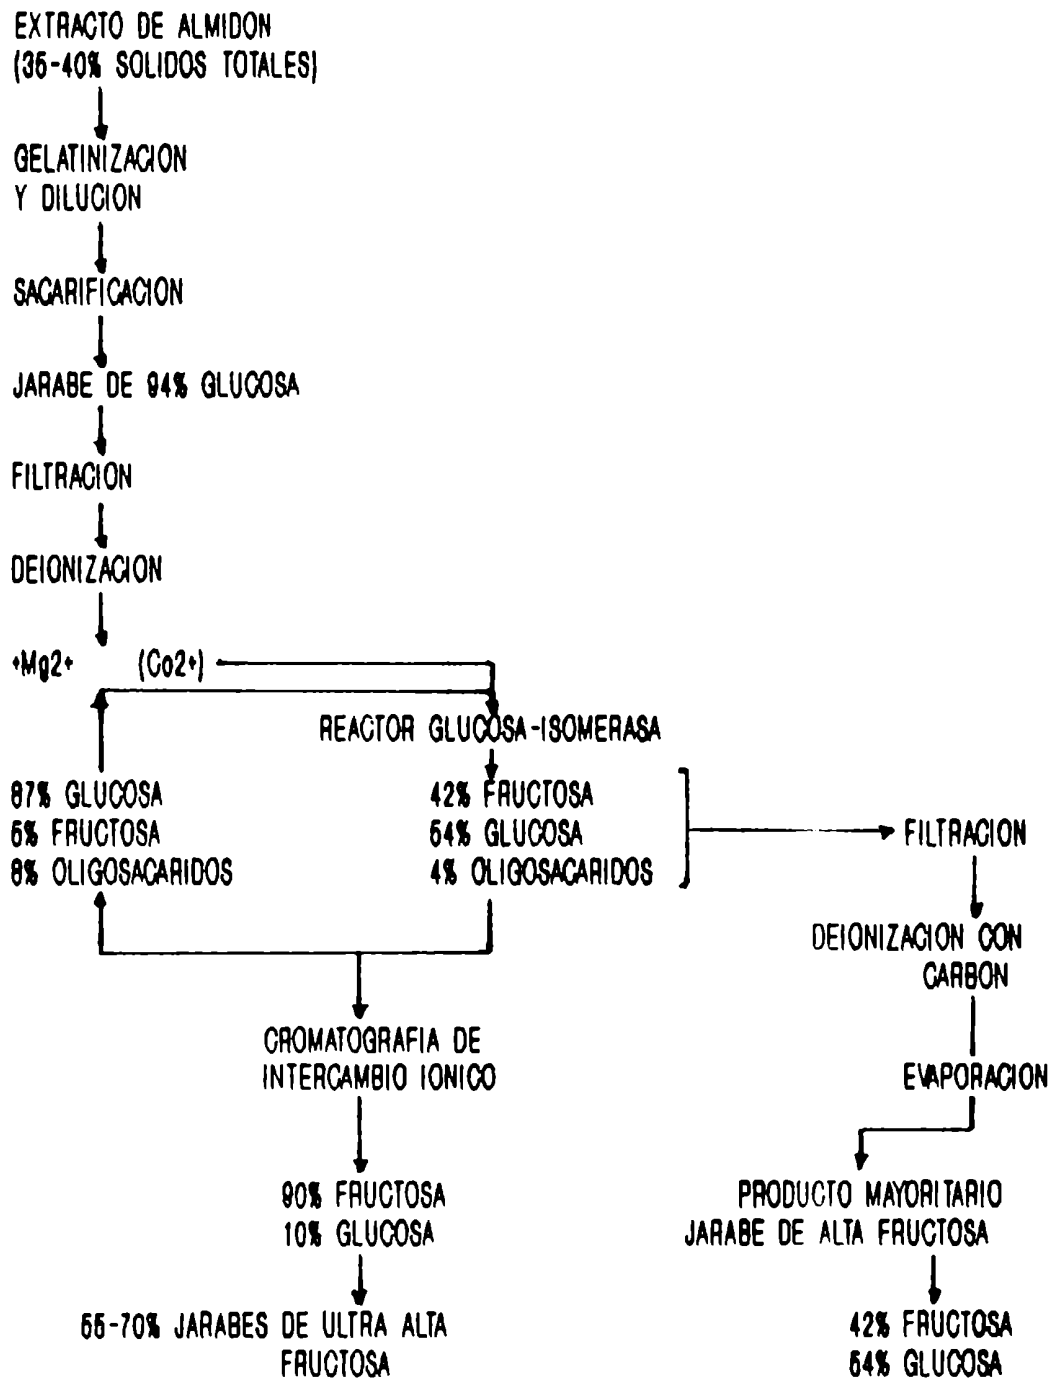 EXTRACTO DE ALMIDON
(35-40% SOLIDOS TOTALES)
GELATINIZACION
Y DILUCION
SACARIFICACION
JARABE DE 94% GLUCOSA
FILTRACION
DEIONIZACION
+Mg2+ (Co2+)
REACTOR GLUCOSA-ISOMERASA
87% GLUCOSA
5% FRUCTOSA
8% OLIGOSACARIDOS
42% FRUCTOSA
54% GLUCOSA
4% OLIGOSACARIDOS
FILTRACION
DEIONIZACION CON
CARBON
EVAPORACION
CROMATOGRAFIA DE
INTERCAMBIO IONICO
90% FRUCTOSA
10% GLUCOSA
55-70% JARABES DE ULTRA ALTA
FRUCTOSA
PRODUCTO MAYORITARIO
JARABE DE ALTA FRUCTOSA
42% FRUCTOSA
54% GLUCOSA